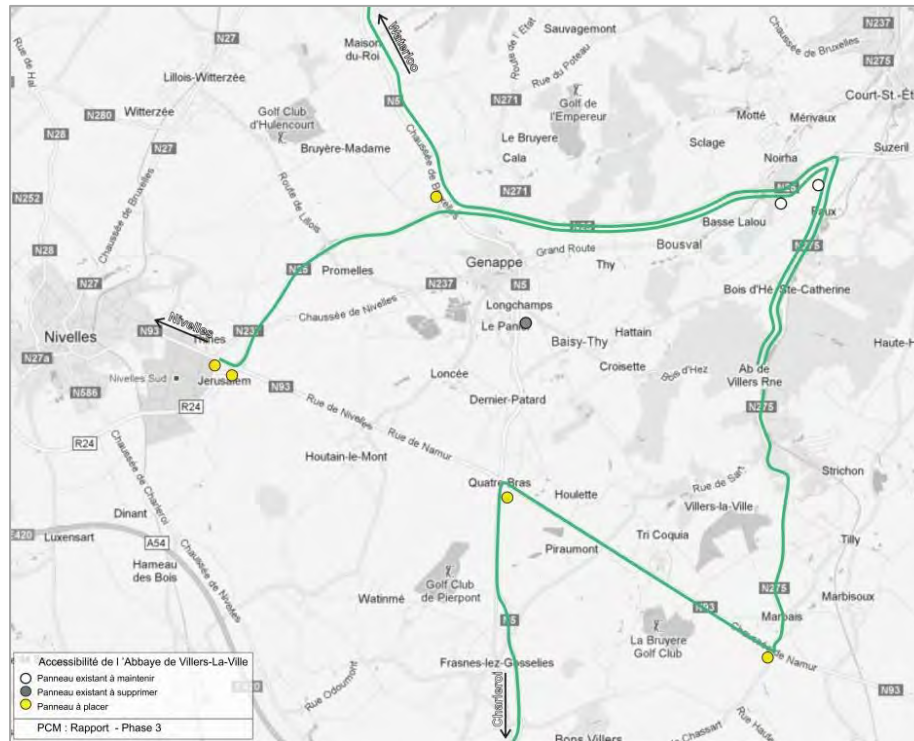 Waterloo
N27
N5
Sauvagemont
N237
Maison
du-Roi
Route de l' Etat
Chaussée de Bruxelles
Rue de Hal
Lillois-Witterzée
Rue du Poteau
N275
N271
Golf de
l'Empereur
Court-St.-Ét
Witterzée
N280
Golf Club
d'Hulencourt
Motté
Mérivaux
N28
N27
Le Bruyere
Sclage
Suzeril
Bruyère-Madame
Cala
Noirha
Chaussée de Bruxelles
N271
N252
Chaussée de Bruxelles
Route de Lillois
Basse Lalou
Faux
Grand Route
Bousval
N275
N28
Genappe
Thy
N27
N25
Promelles
N237
N5
Bois d'Hé
Ste-Catherine
Longchamps
Nivelles
N93
Nivelles
N237
Chaussée de Nivelles
Le Panie
Hattain
Baisy-Thy
Thines
Haute-H
N27a
Croisette
Bois d'Hez
Ab de
Villers Rne
Nivelles Sud
Jerusalem
Loncée
N586
N93
Dernier-Patard
R24
Rue de Nivelles
N275
R24
Rue de Namur
Houtain-le-Mont
Strichon
Chaussée de Charleroi
Quatre Bras
Houlette
Rue de Sart
Villers-la-Ville
Dinant
Tri Coquia
Tilly
E420
Luxensart
A54
Piraumont
Hameau
des Bois
Chaussée de Nivelles
Golf Club
de Pierpont
Watinmé
N275
Marbisoux
N93
Marbais
N5
La Bruyere
Golf Club
Chaussée de Namur
Frasnes-lez-Gosselies
N93
Rue Odoumont
Charleroi
Bons Villers
de Chassart
Accessibilité de l 'Abbaye de Villers-La-Ville
Panneau existant à maintenir
Panneau existant à supprimer
Panneau à placer
PCM : Rapport - Phase 3